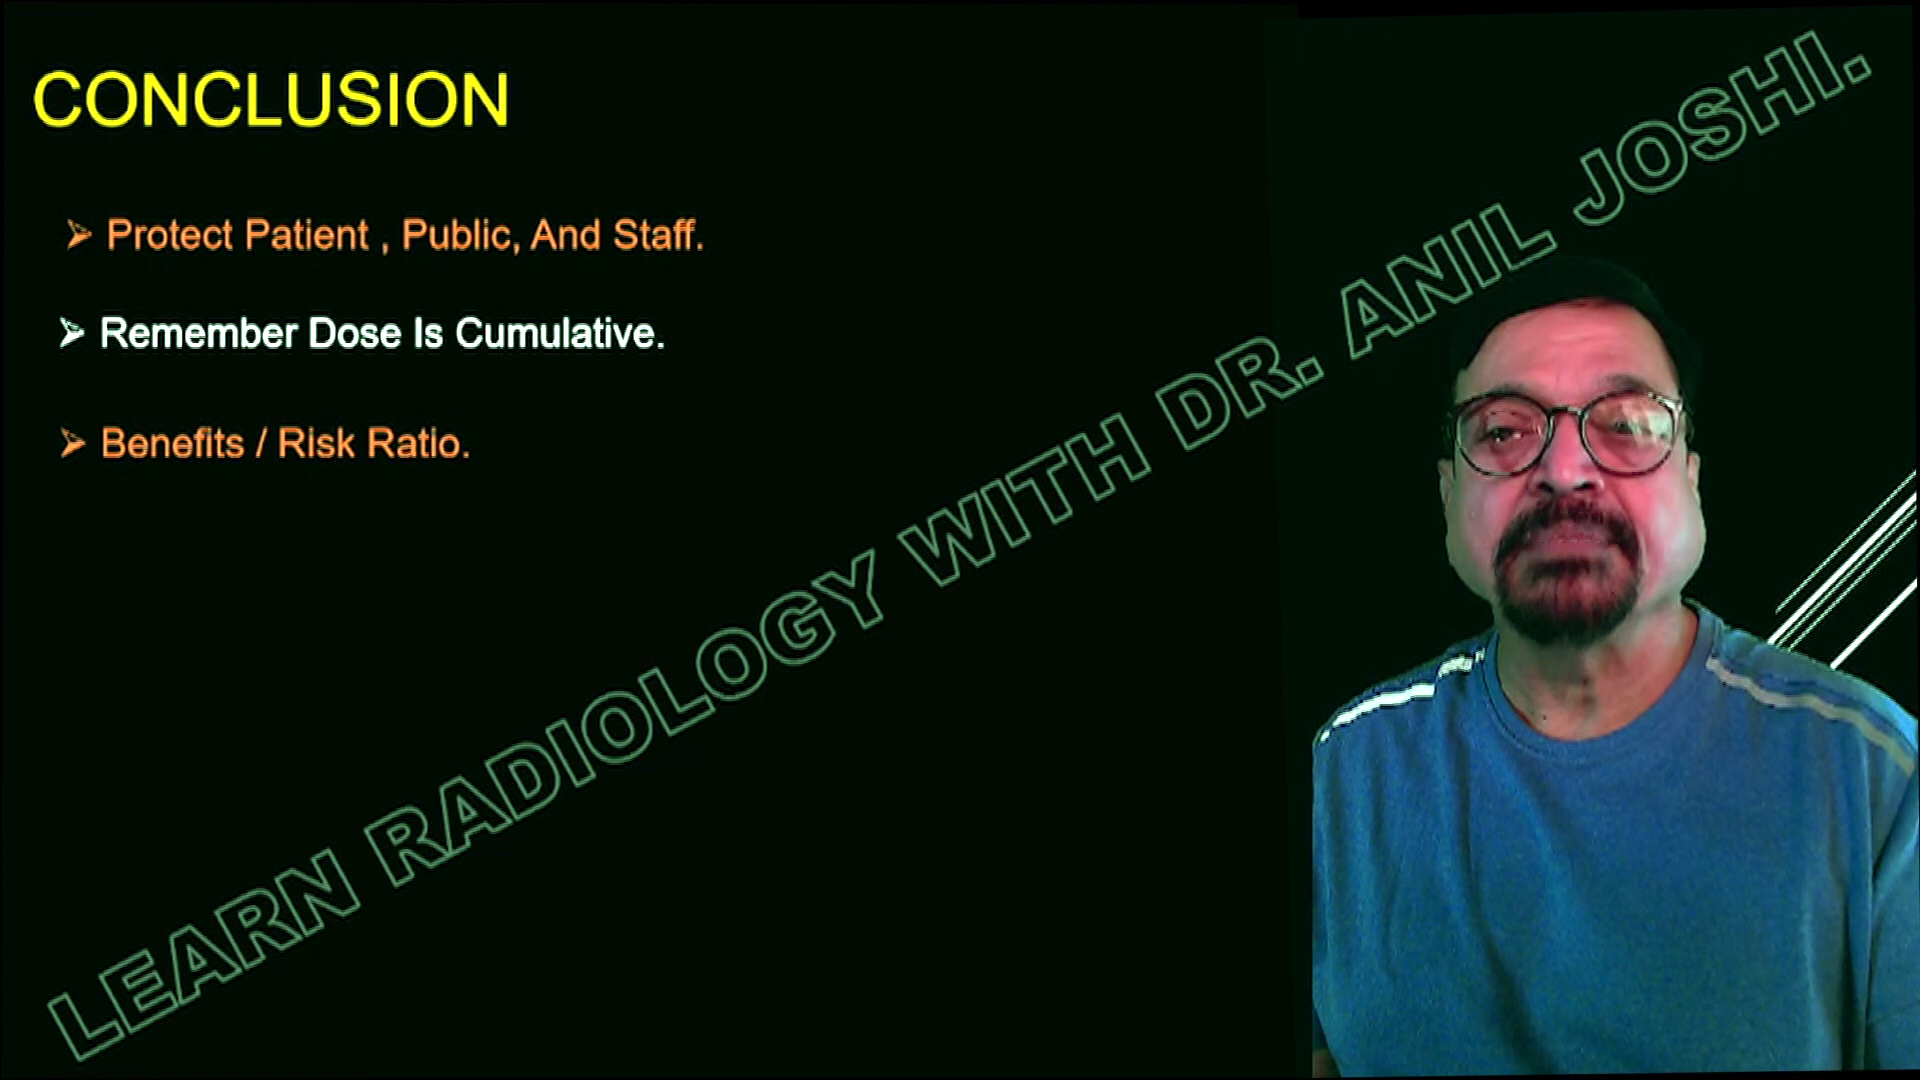 CONCLUSION
➢ Protect Patient , Public, And Staff.
➢ Remember Dose Is Cumulative.
➢ Benefits / Risk Ratio.
LEARN RADIOLOGY WITH DR. ANIL JOSHI.